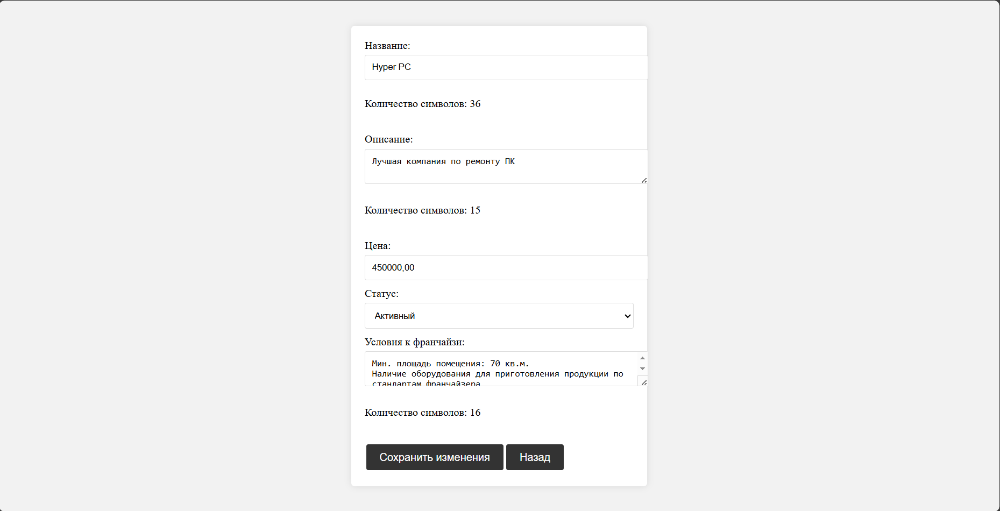 Название:
Hyper PC
Количество символов: 36
Описание:
Лучшая компания по ремонту ПК
Количество символов: 15
Цена:
450000,00
Статус:
Активный
Условия к франчайзи:
Мин. площадь помещения: 70 кв.м.
Наличие оборудования для приготовления продукции по
стандартам франчайзера
Количество символов: 16
Сохранить изменения Назад